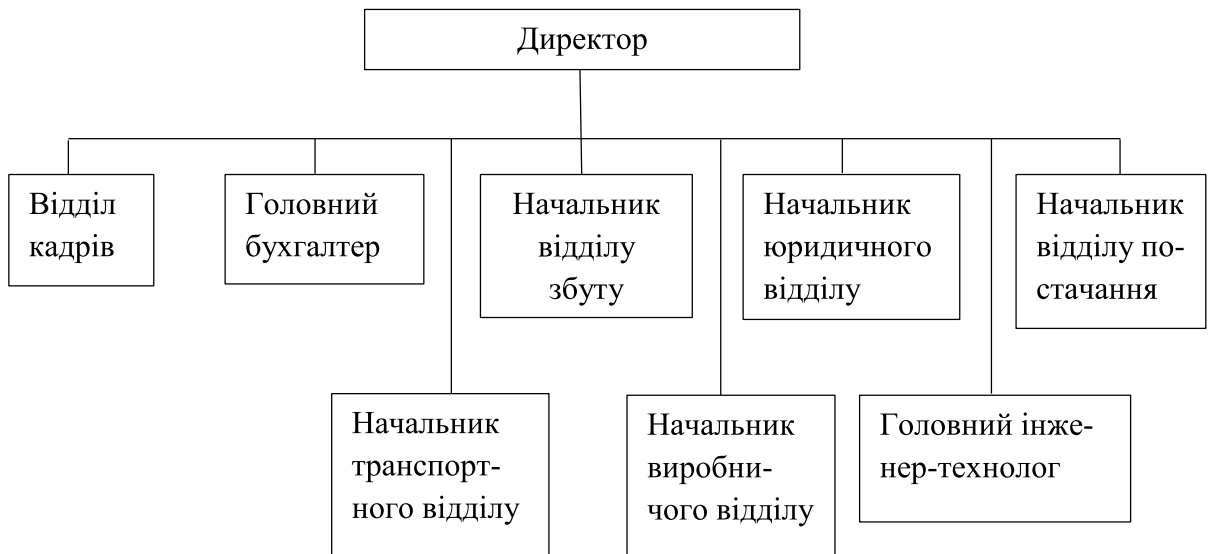 Директор
Відділ
кадрів
Головний
бухгалтер
Начальник
відділу
збуту
Начальник
юридичного
відділу
Начальник
відділу по-
стачання
Начальник
транспорт-
ного відділу
Начальник
виробни-
чого відділу
Головний інже-
нер-технолог